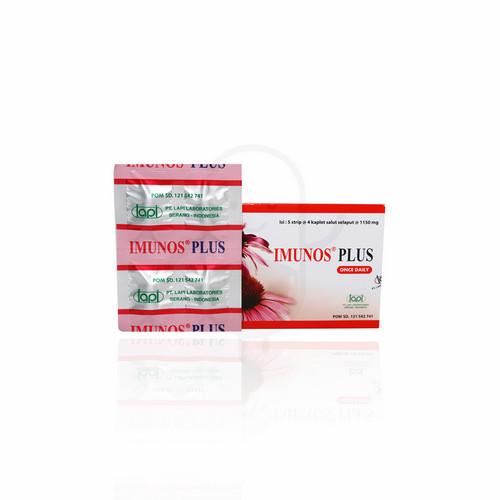 IMUNOS® PLUS
POM SD. 121 542 741
lapi
PT. LAPI LABORATORIES
SERANG - INDONESIA
IMUNOS® PLUS
POM SD. 121 542 741
lapi
PT. LAPI LABORATORIES
SERANG - INDONESIA
IMUNOS® PLUS
Isi : 5 strip @ 4 kaplet salut selaput @ 1150 mg
IMUNOS® PLUS
ONCE DAILY
lapi
POM SD. 121 542 741